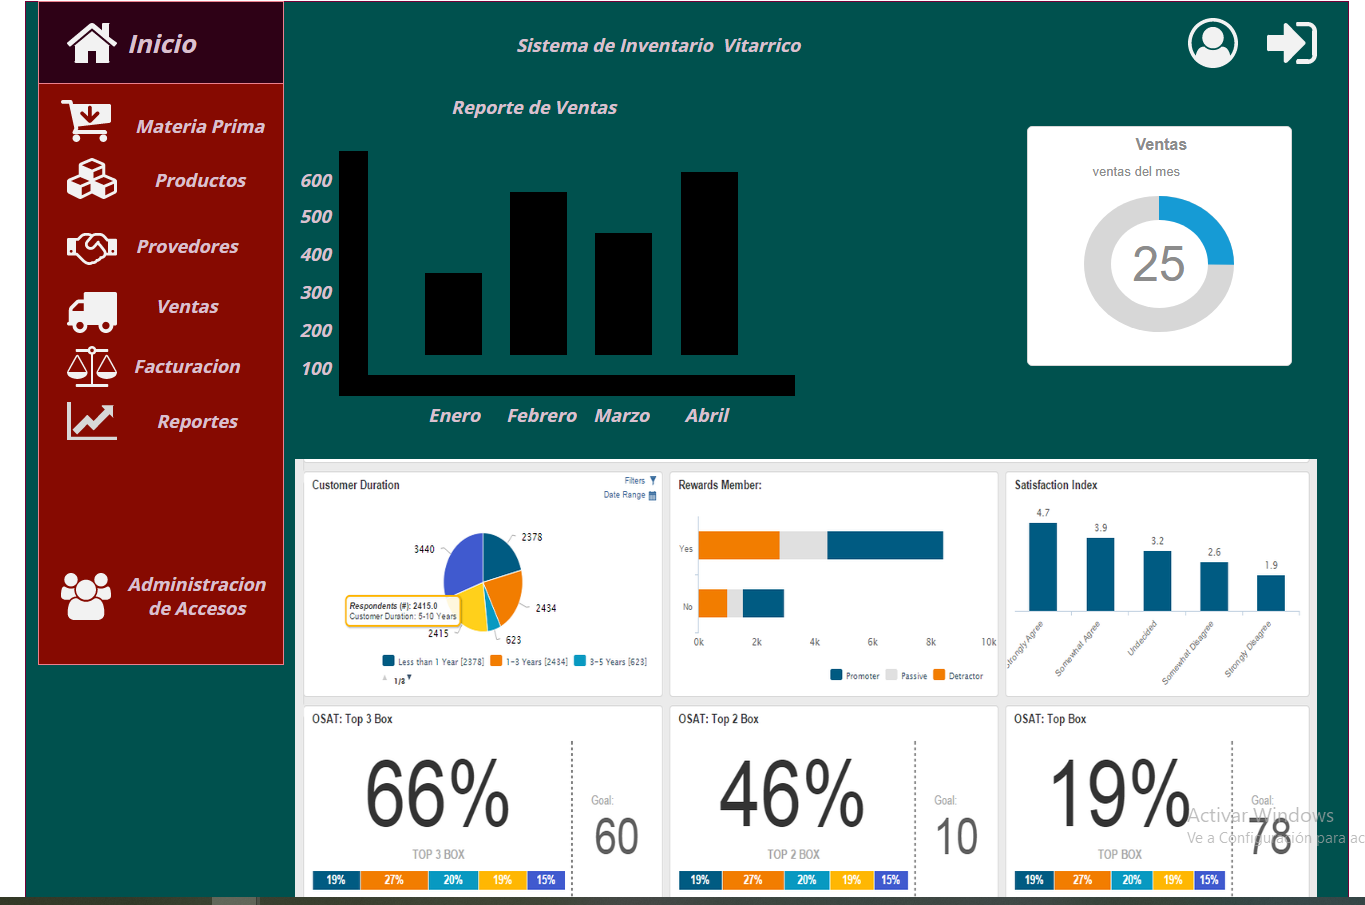 Inicio
Sistema de Inventario Vitarrico
Materia Prima
Productos
Provedores
Ventas
Facturacion
Reportes
Administracion
de Accesos
Reporte de Ventas
600
500
400
300
200
100
Enero Febrero Marzo Abril
Ventas
ventas del mes
25
Customer Duration
Filters
Date Range
3440
2378
2434
623
2415
Respondents (#): 2415.0
Customer Duration: 5-10 Years
Less than 1 Year [2378] 1-3 Years [2434] 3-5 Years [623]
1/3
Rewards Member:
Yes
No
0k 2k 4k 6k 8k 10k
Promoter Passive Detractor
Satisfaction Index
4.7
3.9
3.2
2.6
1.9
trongly Agree
Somewhat Agree
Undecided
Somewhat Disagree
Strongly Disagree
OSAT: Top 3 Box
66%
TOP 3 BOX
Goal:
60
19% 27% 20% 19% 15%
OSAT: Top 2 Box
46%
TOP 2 BOX
Goal:
10
19% 27% 20% 19% 15%
OSAT: Top Box
19%
TOP BOX
Goal:
78
19% 27% 20% 19% 15%
Activar Windows
Ve a Configuración para ac